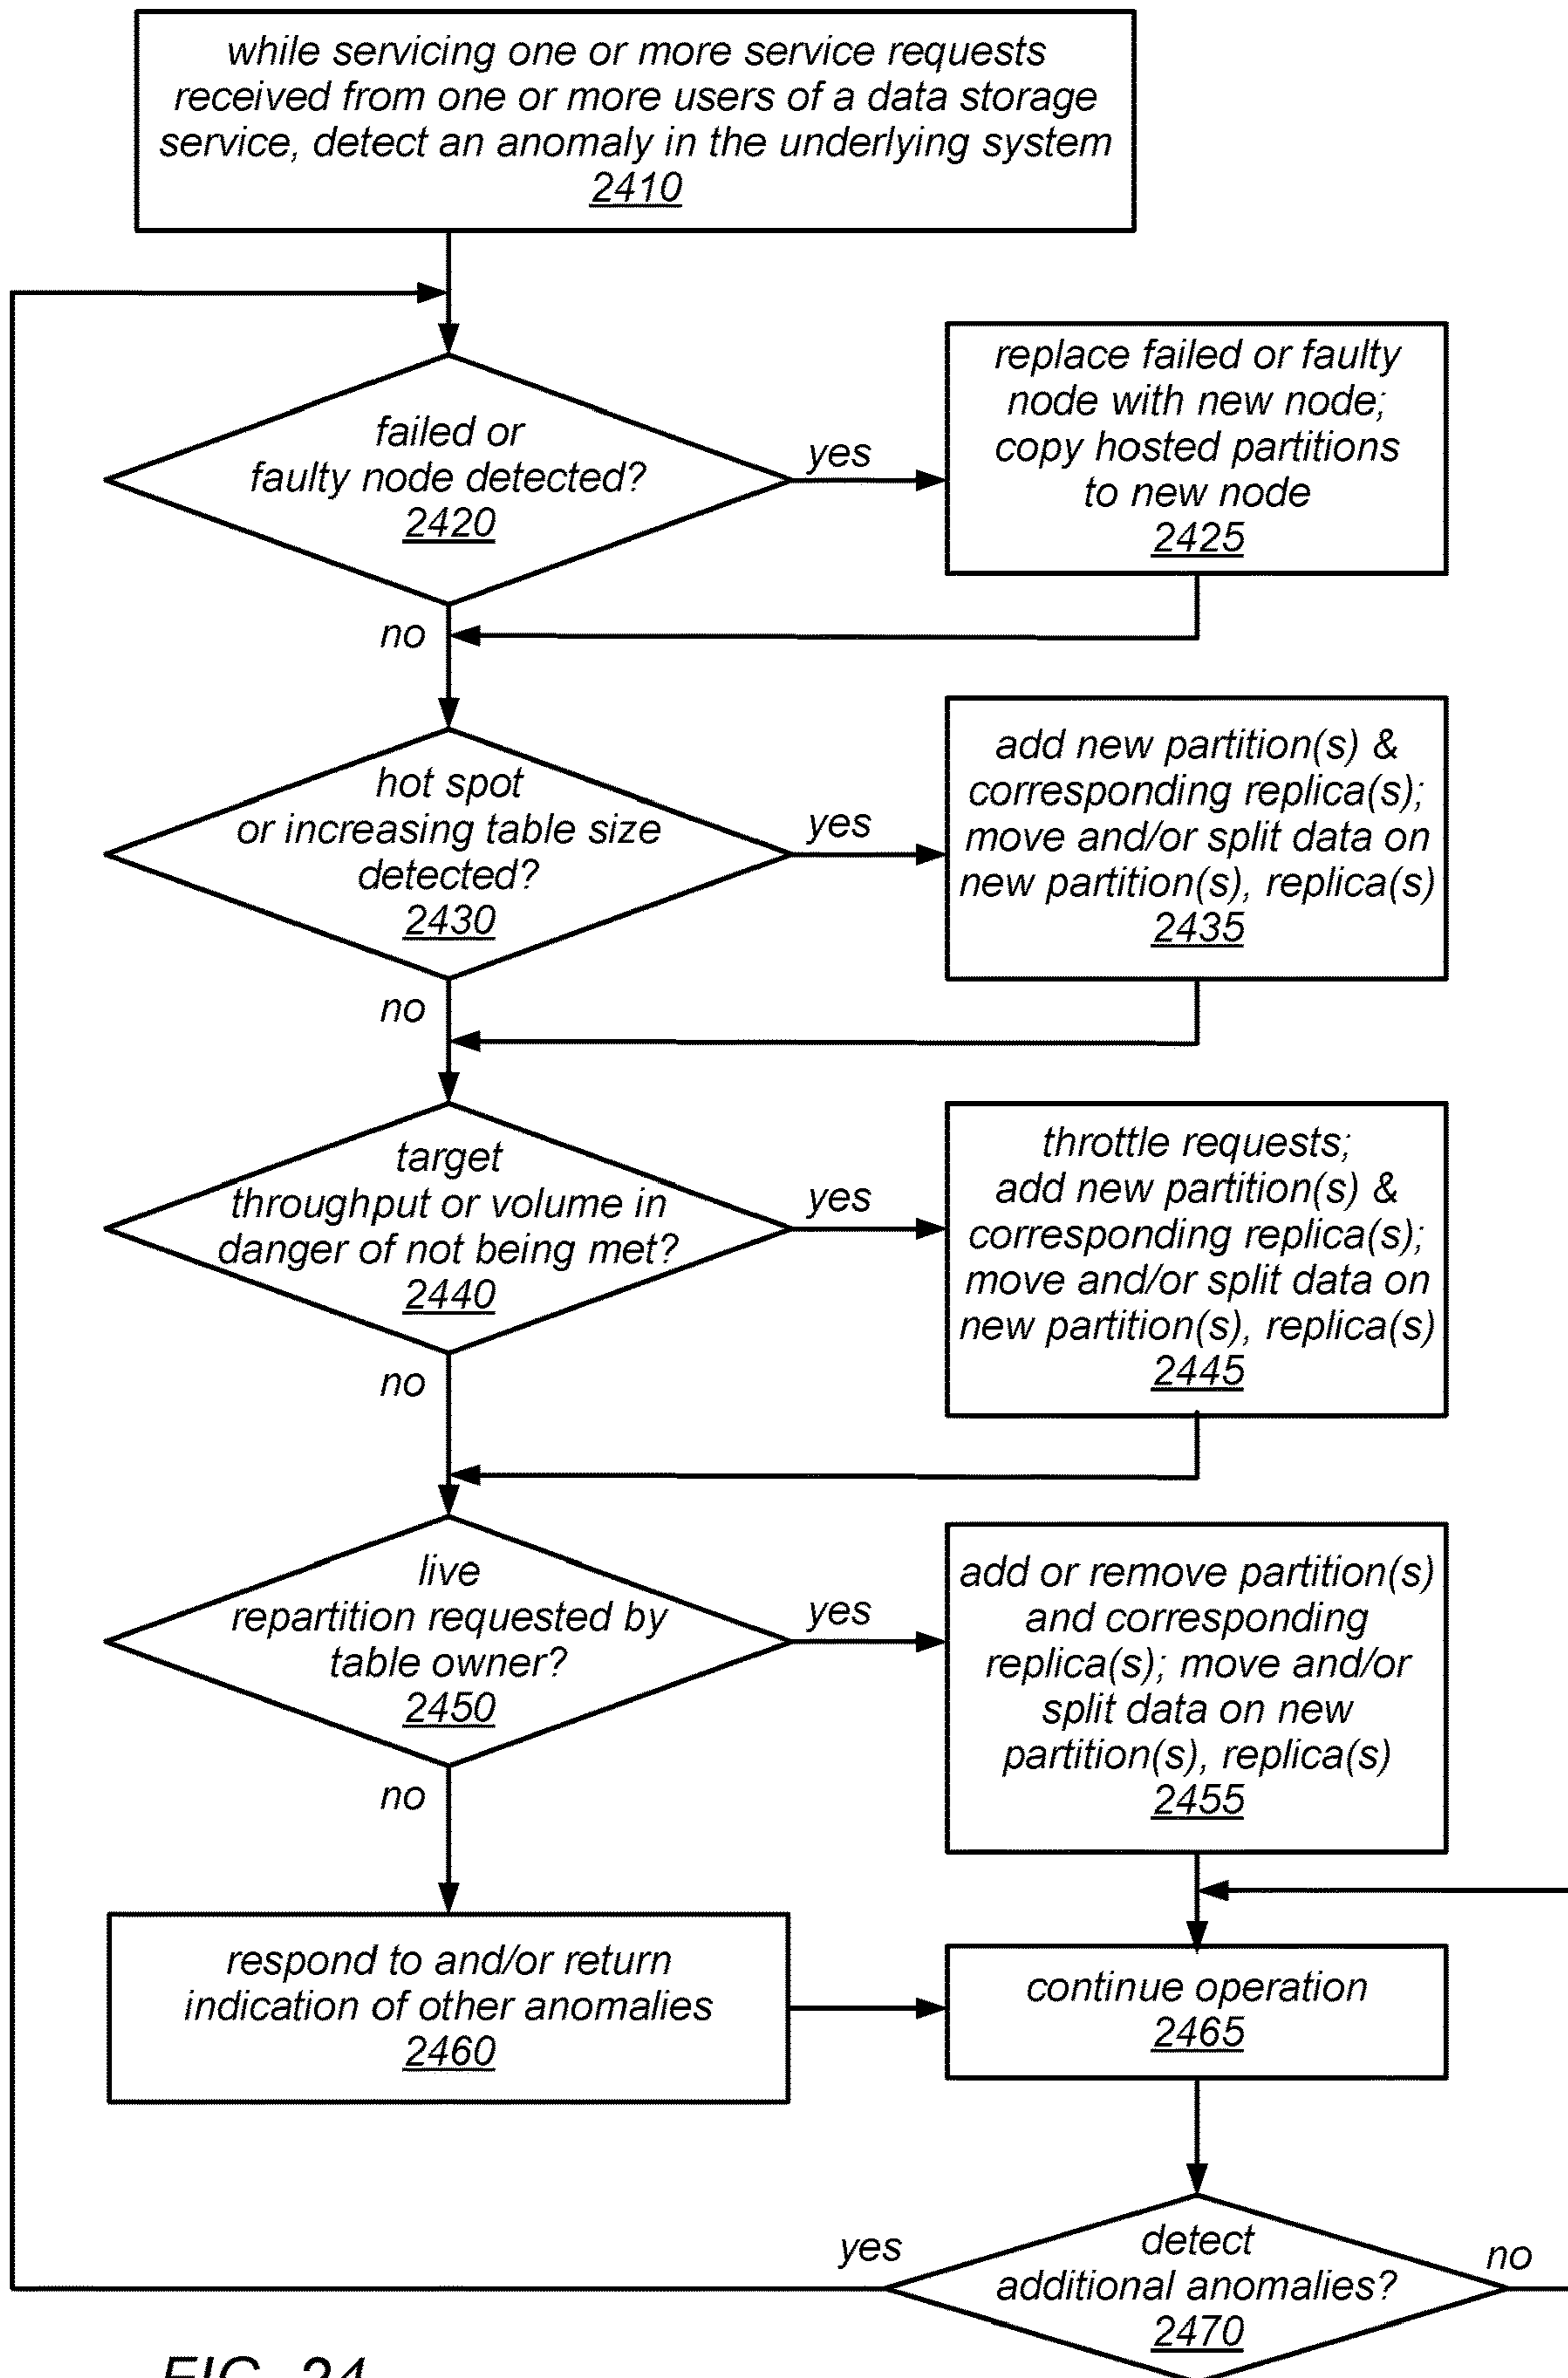 while servicing one or more service requests
received from one or more users of a data storage
service, detect an anomaly in the underlying system
2410
failed or
faulty node detected?
2420
yes
replace failed or faulty
node with new node;
copy hosted partitions
to new node
2425
no
hot spot
or increasing table size
detected?
2430
yes
add new partition(s) &
corresponding replica(s);
move and/or split data on
new partition(s), replica(s)
2435
no
target
throughput or volume in
danger of not being met?
2440
yes
throttle requests;
add new partition(s) &
corresponding replica(s);
move and/or split data on
new partition(s), replica(s)
2445
no
live
repartition requested by
table owner?
2450
yes
add or remove partition(s)
and corresponding
replica(s); move and/or
split data on new
partition(s), replica(s)
2455
no
respond to and/or return
indication of other anomalies
2460
continue operation
2465
yes
detect
additional anomalies?
2470
no
FIG. 24